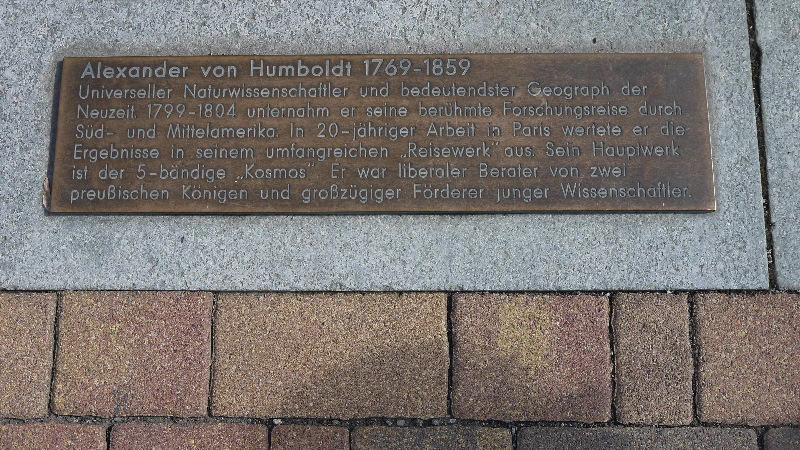 Alexander von Humboldt 1769-1859
Universeller Naturwissenschaftler und bedeutendster Geograph der
Neuzeit. 1799-1804 unternahm er seine berühmte Forschungsreise durch
Süd- und Mittelamerika. In 20-jähriger Arbeit in Paris wertete er die
Ergebnisse in seinem umfangreichen „Reisewerk" aus. Sein Hauptwerk
ist der 5-bändige „Kosmos". Er war liberaler Berater von zwei
preußischen Königen und großzügiger Förderer junger Wissenschaftler.